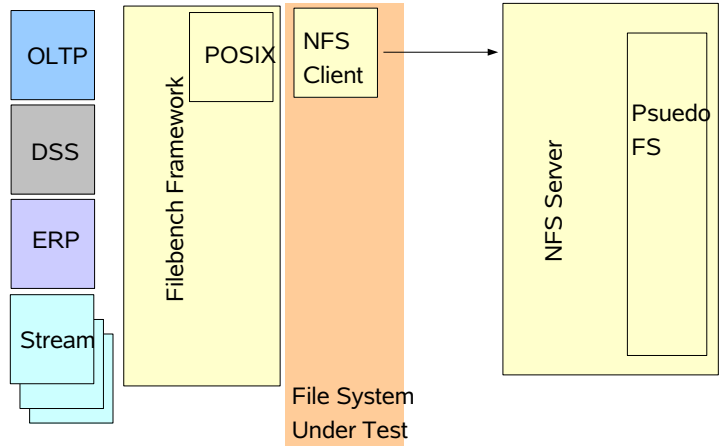 OLTP
DSS
ERP
Stream
Filebench Framework
POSIX
NFS
Client
File System
Under Test
NFS Server
Psuedo
FS